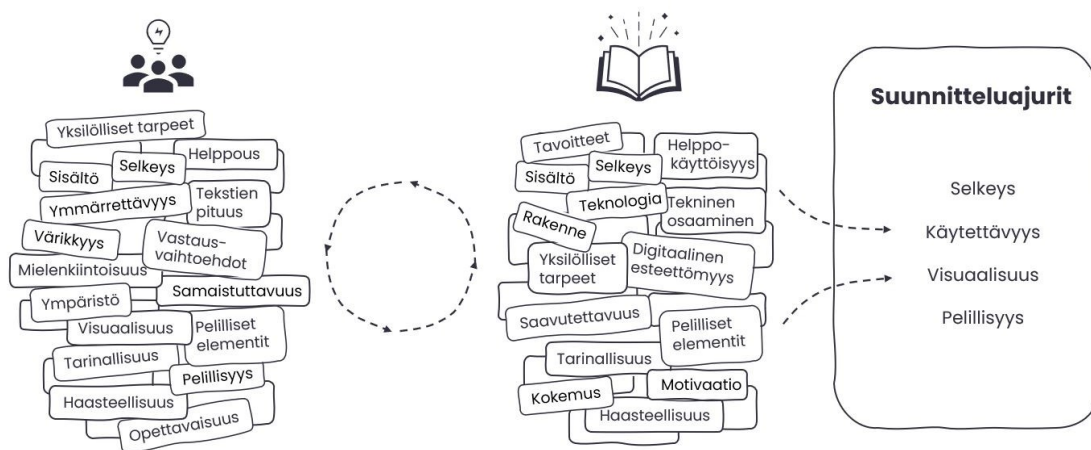 Yksilölliset tarpeet
Helppous
Selkeys
Sisältö
Tekstien
pituus
Ymmärrettävyys
Värikkyys
Vastaus-
vaihtoehdot
Mielenkiintoisuus
Samaistuttavuus
Ympäristö
Visuaalisuus
Pelilliset
elementit
Tarinallisuus
Pelillisyys
Haasteellisuus
Opettavaisuus
Tavoitteet
Helppo-
käyttöisyys
Selkeys
Sisältö
Teknologia
Tekninen
osaaminen
Rakenne
Yksilölliset
tarpeet
Digitaalinen
esteettömyys
Saavutettavuus
Pelilliset
elementit
Tarinallisuus
Motivaatio
Kokemus
Haasteellisuus
Suunnitteluajurit
Selkeys
Käytettävyys
Visuaalisuus
Pelillisyys